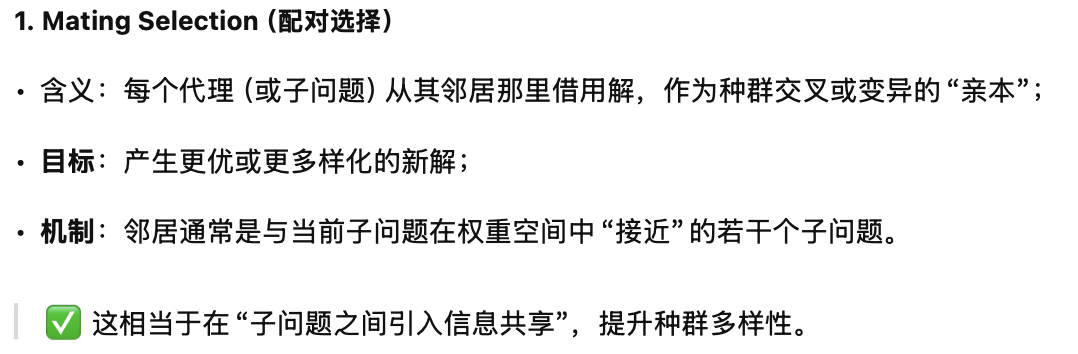 1. Mating Selection（配对选择）
• 含义：每个代理（或子问题）从其邻居那里借用解，作为种群交叉或变异的“亲本”；
• 目标：产生更优或更多样化的新解；
• 机制：邻居通常是与当前子问题在权重空间中“接近”的若干个子问题。
✅ 这相当于在“子问题之间引入信息共享”，提升种群多样性。